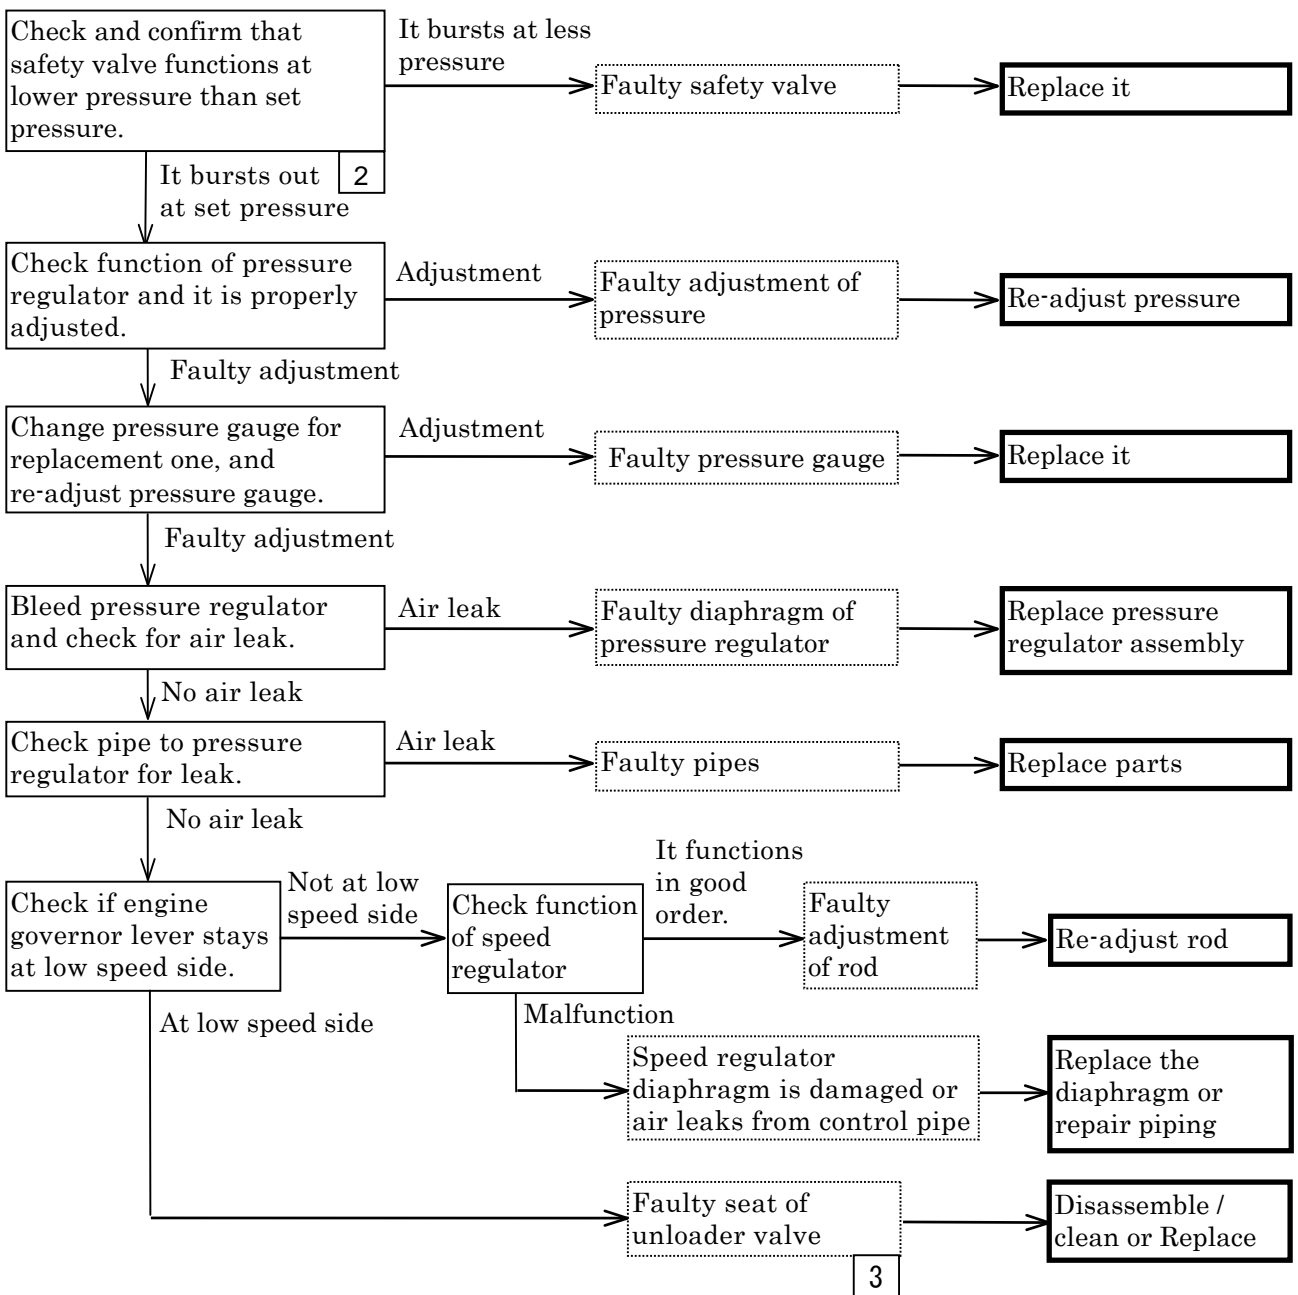 Check and confirm that
safety valve functions at
lower pressure than set
pressure.
2
It bursts at less
pressure
Faulty safety valve
Replace it
It bursts out
at set pressure
Check function of pressure
regulator and it is properly
adjusted.
Adjustment
Faulty adjustment of
pressure
Re-adjust pressure
Faulty adjustment
Change pressure gauge for
replacement one, and
re-adjust pressure gauge.
Adjustment
Faulty pressure gauge
Replace it
Faulty adjustment
Bleed pressure regulator
and check for air leak.
Air leak
Faulty diaphragm of
pressure regulator
Replace pressure
regulator assembly
No air leak
Check pipe to pressure
regulator for leak.
Air leak
Faulty pipes
Replace parts
No air leak
Check if engine
governor lever stays
at low speed side.
Not at low
speed side
Check function
of speed
regulator
It functions
in good
order.
Faulty
adjustment
of rod
Re-adjust rod
Malfunction
Speed regulator
diaphragm is damaged or
air leaks from control pipe
Replace the
diaphragm or
repair piping
At low speed side
Faulty seat of
unloader valve
3
Disassemble /
clean or Replace